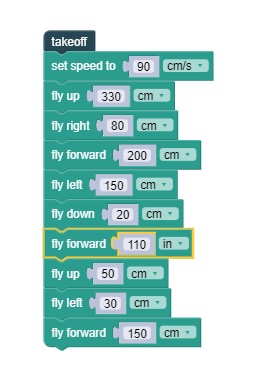 takeoff
set speed to 90 cm/s
fly up 330 cm
fly right 80 cm
fly forward 200 cm
fly left 150 cm
fly down 20 cm
fly forward 110 in
fly up 50 cm
fly left 30 cm
fly forward 150 cm